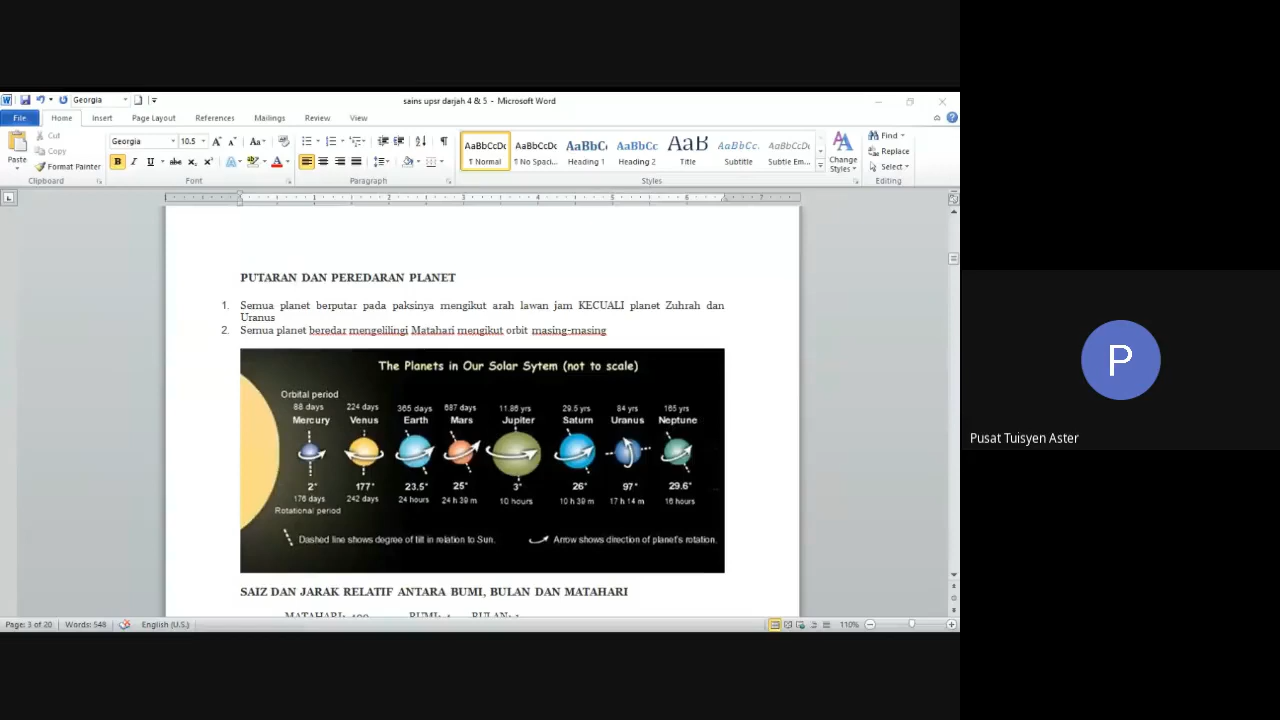 Georgia
sains upsr darjah 4 & 5 - Microsoft Word
File Home Insert Page Layout References Mailings Review View
Paste
Cut
Copy
Format Painter
Clipboard
Georgia 10.5
Font
Paragraph
AaBbCcDc AaBbCcDc AaBbC AaBbCc AaB AaBbCc. AaBbCcDc
¶ Normal ¶ No Spaci... Heading 1 Heading 2 Title Subtitle Subtle Em...
Styles
Change
Styles
Find
Replace
Select
Editing
PUTARAN DAN PEREDARAN PLANET
1. Semua planet berputar pada paksinya mengikut arah lawan jam KECUALI planet Zuhrah dan
Uranus
2. Semua planet beredar mengelilingi Matahari mengikut orbit masing-masing
The Planets in Our Solar Sytem (not to scale)
Orbital period
88 days 224 days 365 days 687 days 11.86 yrs 29.5 yrs 84 yrs 165 yrs
Mercury Venus Earth Mars Jupiter Saturn Uranus Neptune
2° 177° 23.5° 25° 3° 26° 97° 29.6°
176 days 242 days 24 hours 24 h 39 m 10 hours 10 h 39 m 17 h 14 m 16 hours
Rotational period
Dashed line shows degree of tilt in relation to Sun. Arrow shows direction of planet's rotation.
SAIZ DAN JARAK RELATIF ANTARA BUMI, BULAN DAN MATAHARI
MATAHARI: 400 BUMI: 4 BULAN: 1
Page: 3 of 20 Words: 548 English (U.S.) 110%
P
Pusat Tuisyen Aster